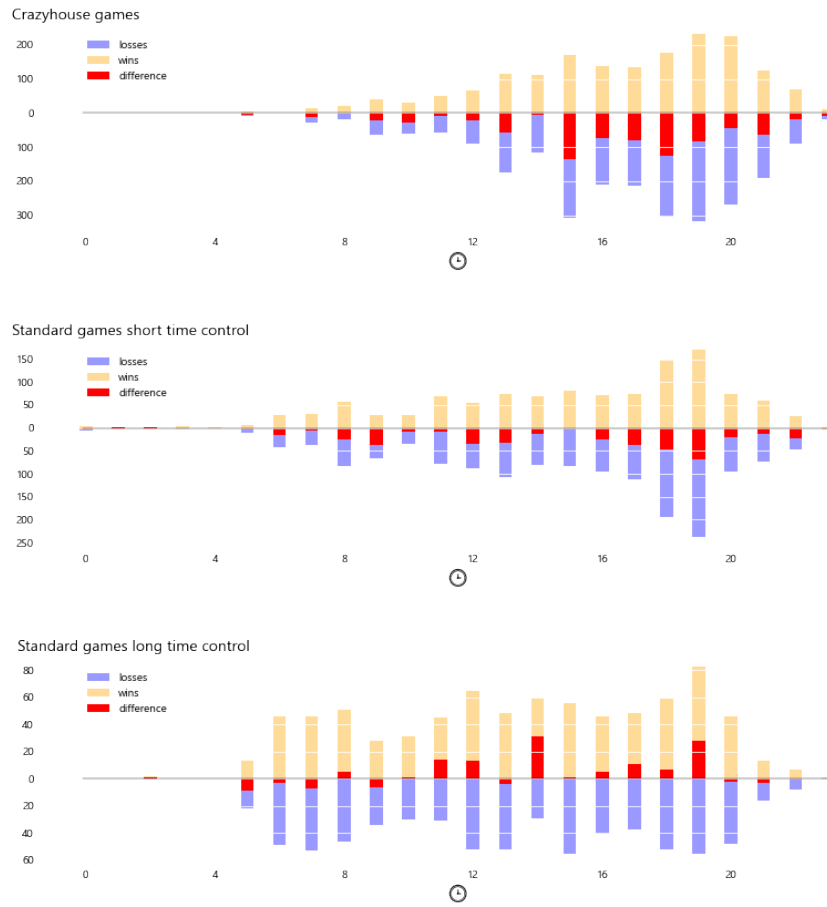 Crazyhouse games
200
losses
wins
100
difference
0
100
200
300
0 4 8 12 16 20
Standard games short time control
150
losses
100
wins
50
difference
0
50
100
150
200
250
0 4 8 12 16 20
Standard games long time control
80
losses
60
wins
difference
40
20
0
20
40
60
0 4 8 12 16 20